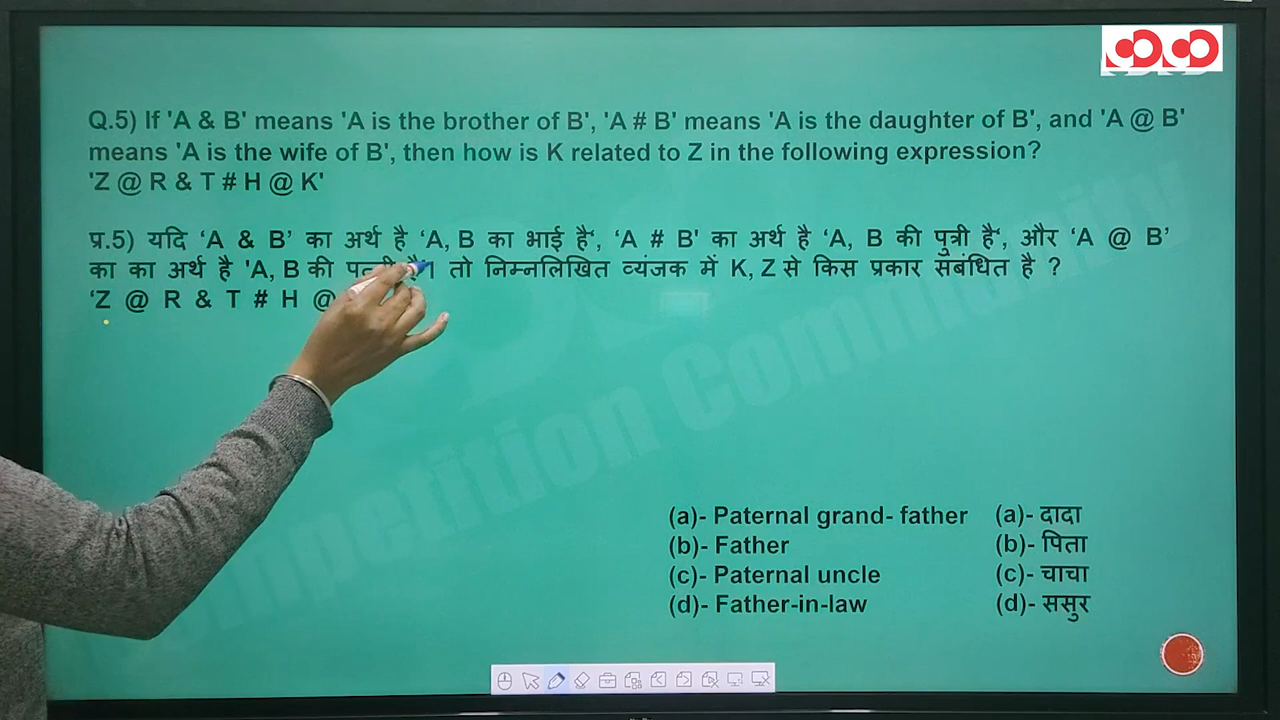 Q.5) If 'A & B' means 'A is the brother of B', 'A # B' means 'A is the daughter of B', and 'A @ B'
means 'A is the wife of B', then how is K related to Z in the following expression?
'Z @ R & T # H @ K'
प्र.5) यदि ‘A & B’ का अर्थ है ‘A, B का भाई है‘, ‘A # B' का अर्थ है ‘A, B की पुत्री है‘, और ‘A @ B’
का का अर्थ है 'A, B की है। तो निम्नलिखित व्यंजक में K, Z से किस प्रकार संबंधित है ?
‘Z @ R & T # H @
(a)- Paternal grand- father (a)- दादा
(b)- Father (b)- पिता
(c)- Paternal uncle (c)- चाचा
(d)- Father-in-law (d)- ससुर
Competition Community